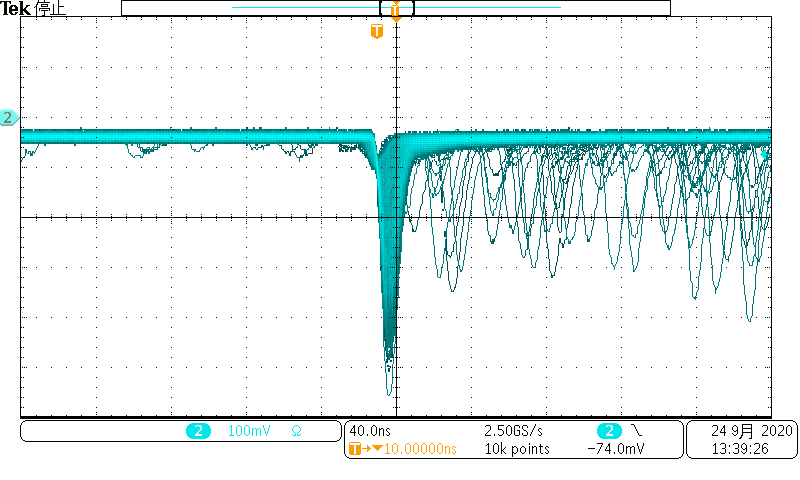 Tek 停止
T
T
2
2 100mV Ω
40.0ns 2.50GS/s 2
T→▼10.00000ns 10k points -74.0mV
24 9月 2020
13:39:26